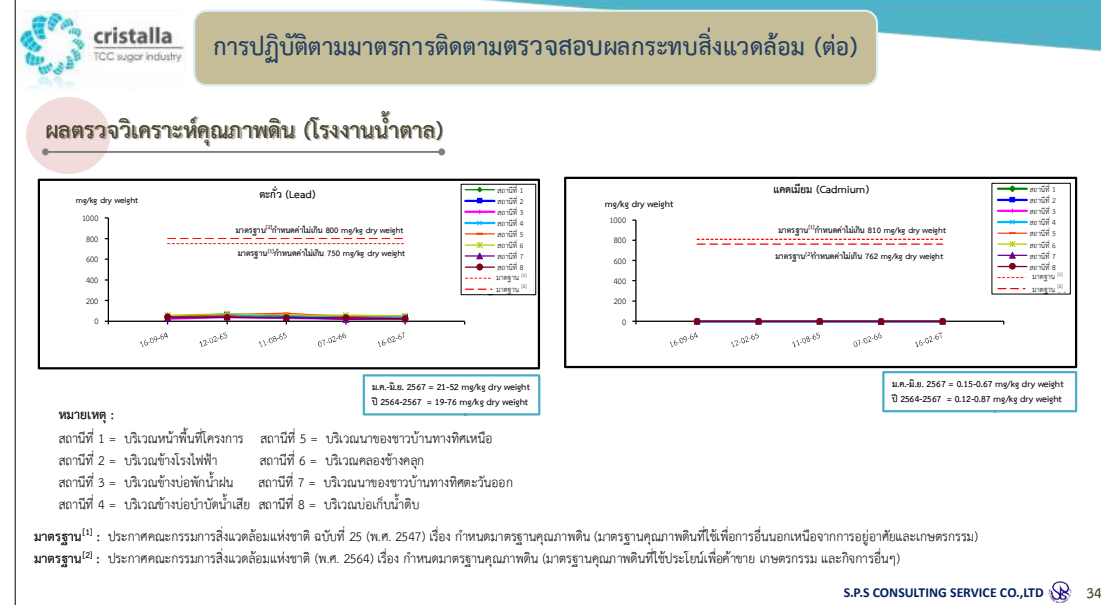 cristalla
TCC sugar industry
การปฏิบัติตามมาตรการติดตามตรวจสอบผลกระทบสิ่งแวดล้อม (ต่อ)
ผลตรวจวิเคราะห์คุณภาพดิน (โรงงานน้ำตาล)
ตะกั่ว (Lead)
mg/kg dry weight
1000
800
600
400
200
0
มาตรฐาน[2]กำหนดค่าไม่เกิน 800 mg/kg dry weight
มาตรฐาน[1]กำหนดค่าไม่เกิน 750 mg/kg dry weight
16-09-64
12-02-65
11-08-65
07-02-66
16-02-67
สถานีที่ 1
สถานีที่ 2
สถานีที่ 3
สถานีที่ 4
สถานีที่ 5
สถานีที่ 6
สถานีที่ 7
สถานีที่ 8
มาตรฐาน [1]
มาตรฐาน [2]
ม.ค.-มิ.ย. 2567 = 21-52 mg/kg dry weight
ปี 2564-2567 = 19-76 mg/kg dry weight
แคดเมียม (Cadmium)
mg/kg dry weight
1000
800
600
400
200
0
มาตรฐาน[1]กำหนดค่าไม่เกิน 810 mg/kg dry weight
มาตรฐาน[2]กำหนดค่าไม่เกิน 762 mg/kg dry weight
16-09-64
12-02-65
11-08-65
07-02-66
16-02-67
สถานีที่ 1
สถานีที่ 2
สถานีที่ 3
สถานีที่ 4
สถานีที่ 5
สถานีที่ 6
สถานีที่ 7
สถานีที่ 8
มาตรฐาน [1]
มาตรฐาน [2]
ม.ค.-มิ.ย. 2567 = 0.15-0.67 mg/kg dry weight
ปี 2564-2567 = 0.12-0.87 mg/kg dry weight
หมายเหตุ :
สถานีที่ 1 = บริเวณหน้าพื้นที่โครงการ สถานีที่ 5 = บริเวณนาของชาวบ้านทางทิศเหนือ
สถานีที่ 2 = บริเวณข้างโรงไฟฟ้า สถานีที่ 6 = บริเวณคลองช้างคลุก
สถานีที่ 3 = บริเวณข้างบ่อพักน้ำฝน สถานีที่ 7 = บริเวณนาของชาวบ้านทางทิศตะวันออก
สถานีที่ 4 = บริเวณข้างบ่อบำบัดน้ำเสีย สถานีที่ 8 = บริเวณบ่อเก็บน้ำดิบ
มาตรฐาน[1] : ประกาศคณะกรรมการสิ่งแวดล้อมแห่งชาติ ฉบับที่ 25 (พ.ศ. 2547) เรื่อง กำหนดมาตรฐานคุณภาพดิน (มาตรฐานคุณภาพดินที่ใช้เพื่อการอื่นนอกเหนือจากการอยู่อาศัยและเกษตรกรรม)
มาตรฐาน[2] : ประกาศคณะกรรมการสิ่งแวดล้อมแห่งชาติ (พ.ศ. 2564) เรื่อง กำหนดมาตรฐานคุณภาพดิน (มาตรฐานคุณภาพดินที่ใช้ประโยน์เพื่อค้าขาย เกษตรกรรม และกิจการอื่นๆ)
S.P.S CONSULTING SERVICE CO.,LTD 34